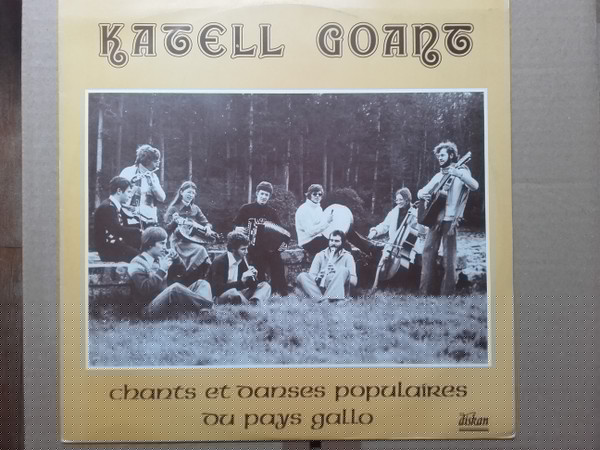 KATELL GOANT
chants et danses populaires
du pays gallo
diskan